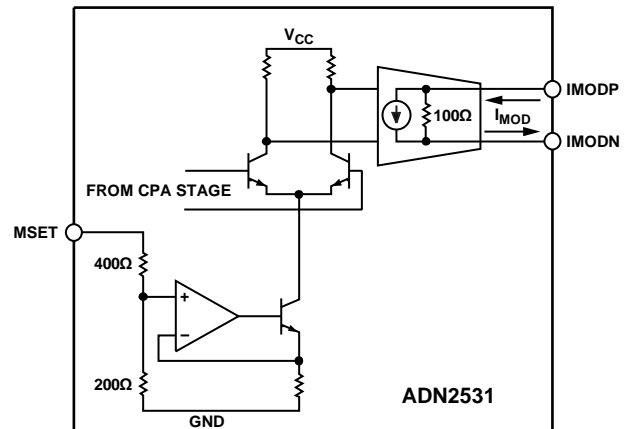 VCC
IMODP
100Ω
IMOD
IMODN
FROM CPA STAGE
MSET
400Ω
+
−
200Ω
GND
ADN2531